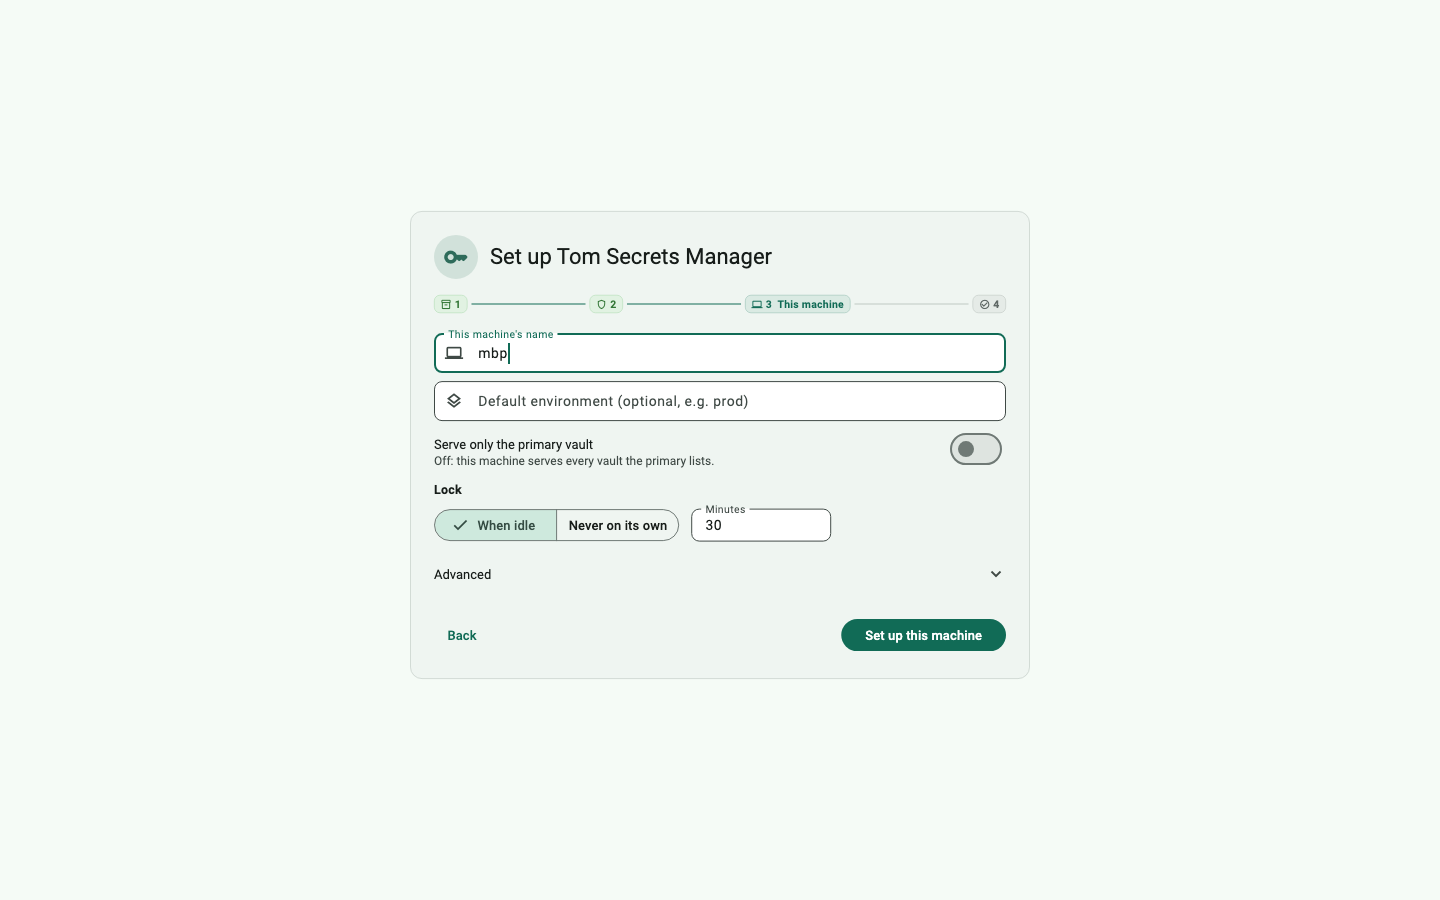 Set up Tom Secrets Manager
1
2
3 This machine
4
This machine's name
mbp
Default environment (optional, e.g. prod)
Serve only the primary vault
Off: this machine serves every vault the primary lists.
Lock
When idle
Never on its own
Minutes
30
Advanced
Back
Set up this machine